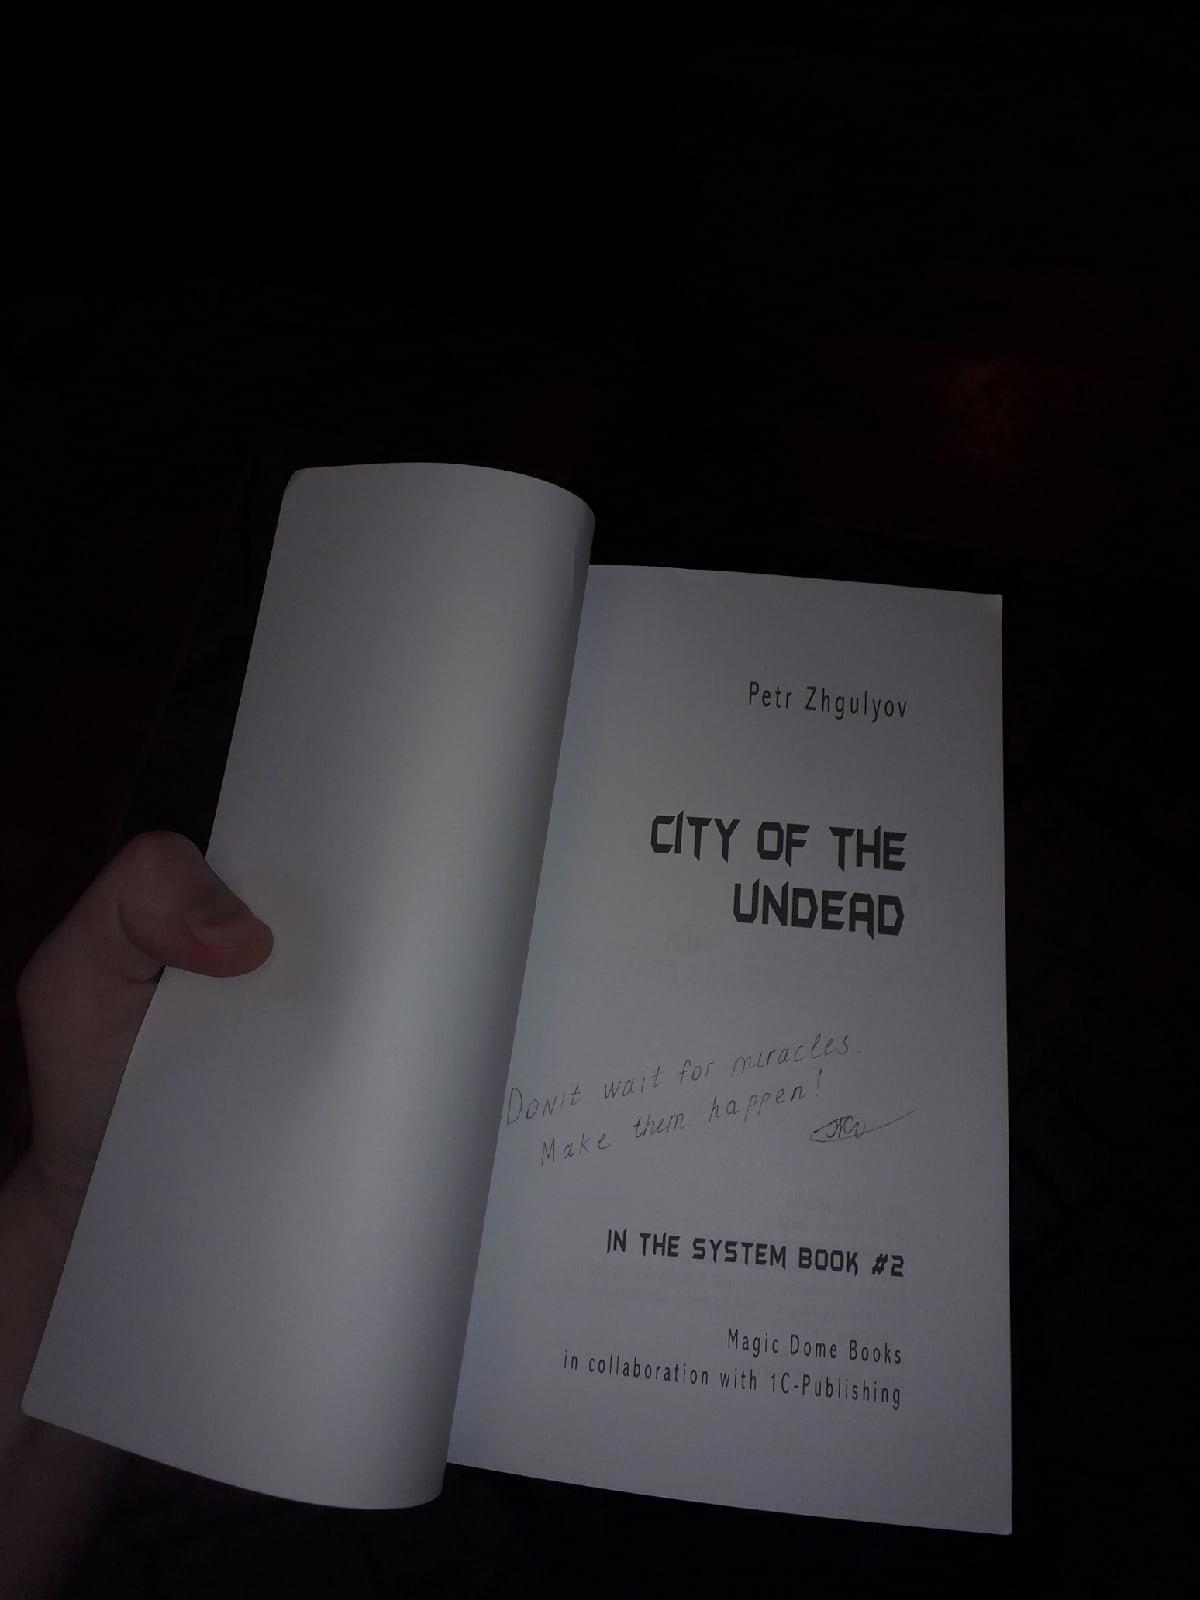 Petr Zhgulyov
CITY OF THE
UNDEAD
Don't wait for miracles.
Make them happen!
IN THE SYSTEM BOOK #2
Magic Dome Books
in collaboration with 1C-Publishing